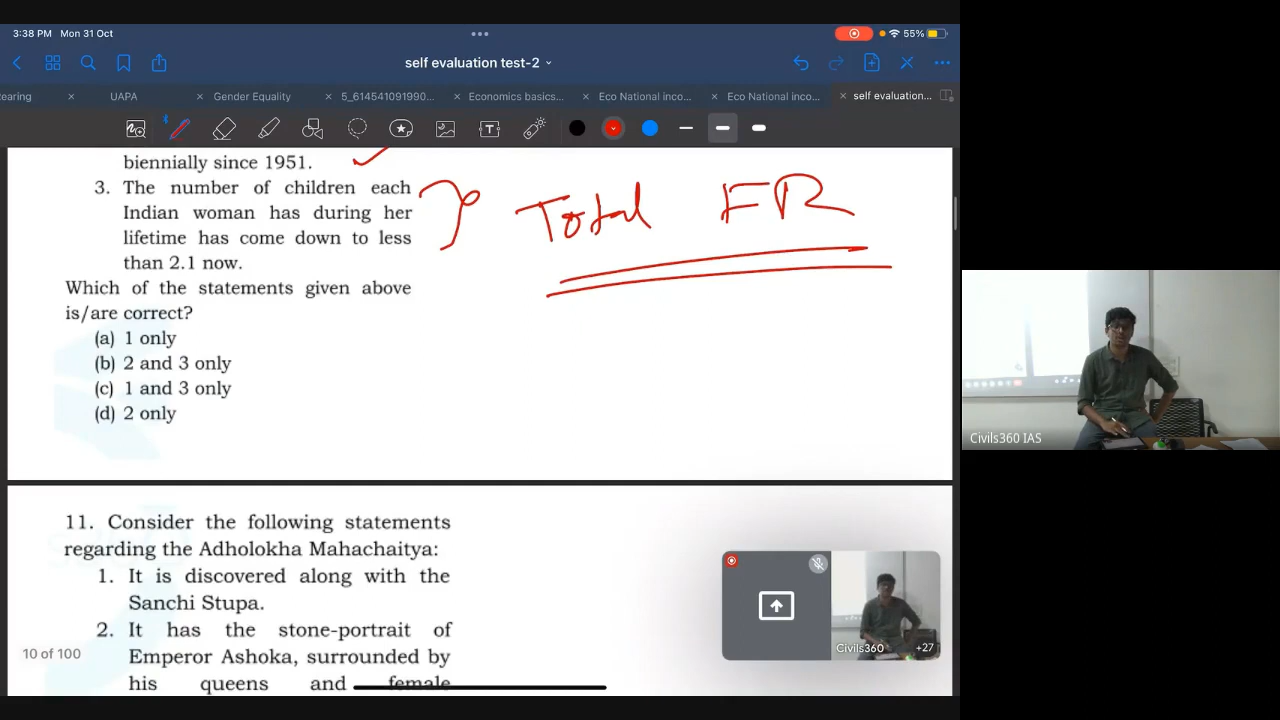 3:38 PM Mon 31 Oct
55%
self evaluation test-2
earing
UAPA
Gender Equality
5_614541091990...
Economics basics...
Eco National inco...
Eco National inco...
self evaluation...
biennially since 1951.
3. The number of children each
Indian woman has during her
lifetime has come down to less
than 2.1 now.
Total FR
Which of the statements given above
is/are correct?
(a) 1 only
(b) 2 and 3 only
(c) 1 and 3 only
(d) 2 only
11. Consider the following statements
regarding the Adholokha Mahachaitya:
1. It is discovered along with the
Sanchi Stupa.
2. It has the stone-portrait of
Emperor Ashoka, surrounded by
his queens and female
10 of 100
Civils360
+27
Civils360 IAS